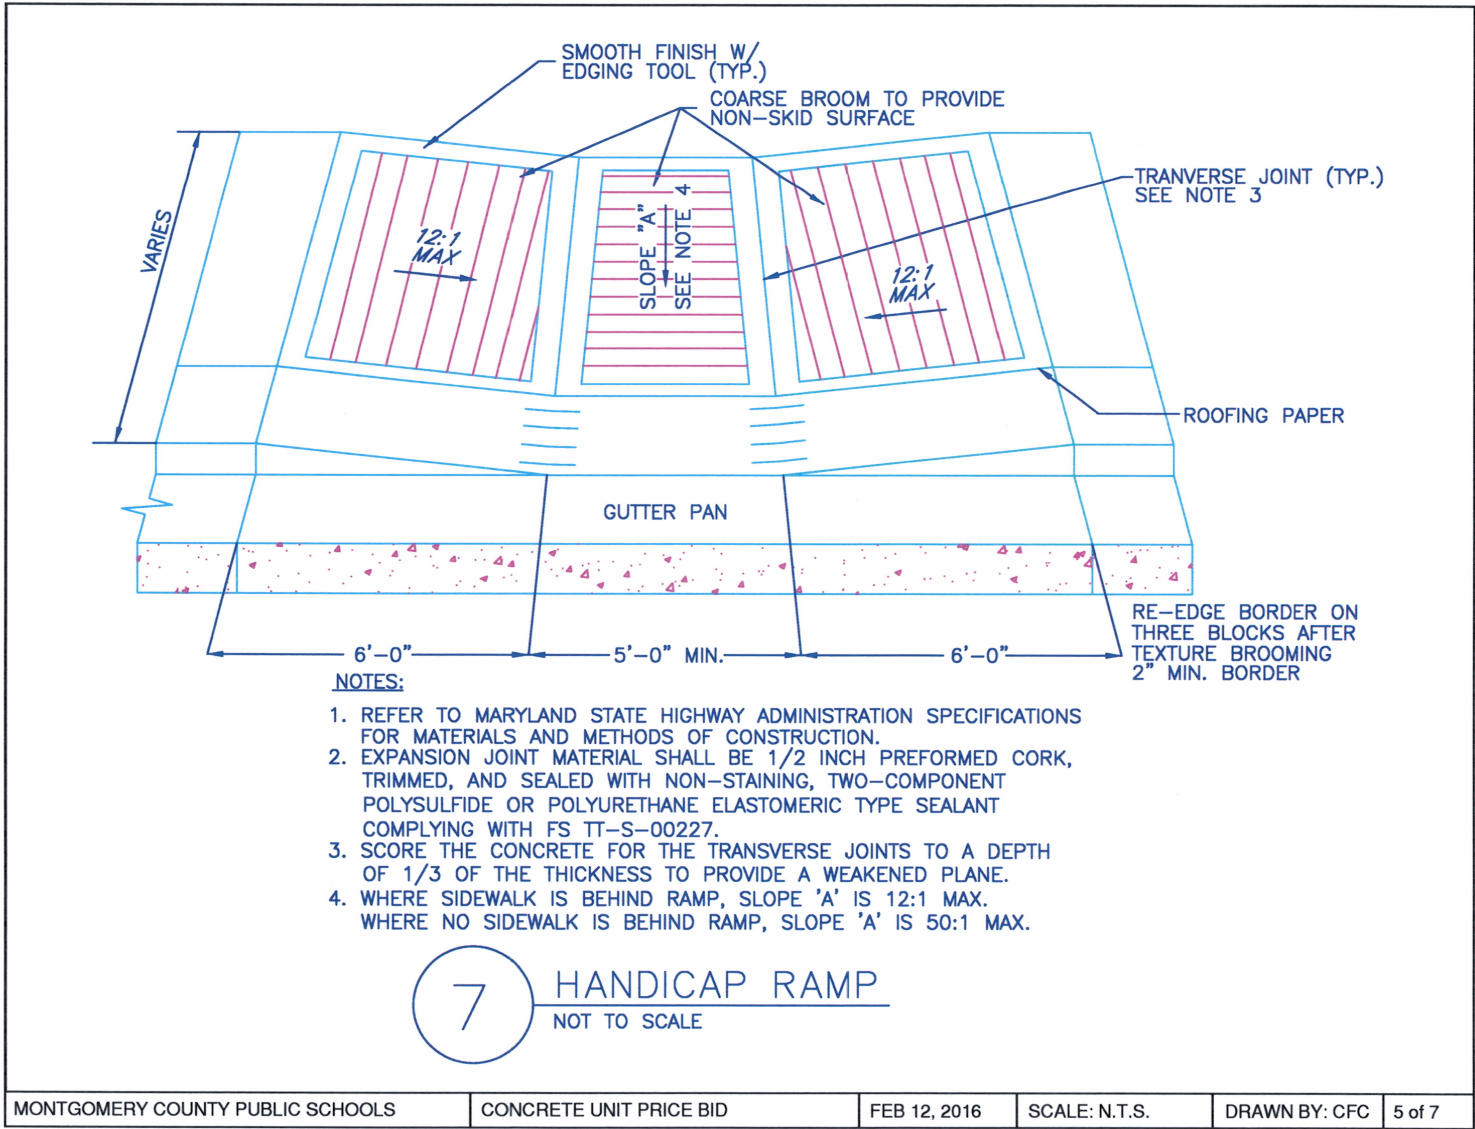 SMOOTH FINISH W/
EDGING TOOL (TYP.)
COARSE BROOM TO PROVIDE
NON-SKID SURFACE
TRANVERSE JOINT (TYP.)
SEE NOTE 3
VARIES
12:1
MAX
SLOPE "A"
SEE NOTE 4
12:1
MAX
ROOFING PAPER
GUTTER PAN
RE-EDGE BORDER ON
THREE BLOCKS AFTER
TEXTURE BROOMING
2" MIN. BORDER
6'-0"
5'-0" MIN.
6'-0"
NOTES:
1. REFER TO MARYLAND STATE HIGHWAY ADMINISTRATION SPECIFICATIONS
FOR MATERIALS AND METHODS OF CONSTRUCTION.
2. EXPANSION JOINT MATERIAL SHALL BE 1/2 INCH PREFORMED CORK,
TRIMMED, AND SEALED WITH NON-STAINING, TWO-COMPONENT
POLYSULFIDE OR POLYURETHANE ELASTOMERIC TYPE SEALANT
COMPLYING WITH FS TT-S-00227.
3. SCORE THE CONCRETE FOR THE TRANSVERSE JOINTS TO A DEPTH
OF 1/3 OF THE THICKNESS TO PROVIDE A WEAKENED PLANE.
4. WHERE SIDEWALK IS BEHIND RAMP, SLOPE 'A' IS 12:1 MAX.
WHERE NO SIDEWALK IS BEHIND RAMP, SLOPE 'A' IS 50:1 MAX.
7
HANDICAP RAMP
NOT TO SCALE
MONTGOMERY COUNTY PUBLIC SCHOOLS
CONCRETE UNIT PRICE BID
FEB 12, 2016
SCALE: N.T.S.
DRAWN BY: CFC
5 of 7